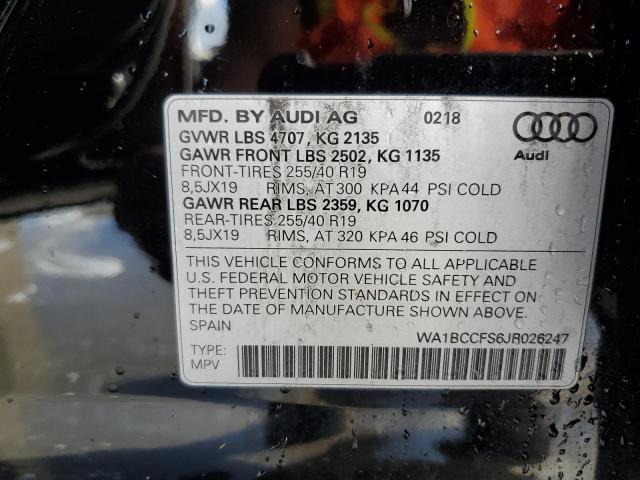 MFD. BY AUDI AG 0218
GVWR LBS 4707, KG 2135
GAWR FRONT LBS 2502, KG 1135 Audi
FRONT-TIRES 255/40 R19
8,5JX19 RIMS, AT 300 KPA 44 PSI COLD
GAWR REAR LBS 2359, KG 1070
REAR-TIRES 255/40 R19
8,5JX19 RIMS, AT 320 KPA 46 PSI COLD
THIS VEHICLE CONFORMS TO ALL APPLICABLE
U.S. FEDERAL MOTOR VEHICLE SAFETY AND
THEFT PREVENTION STANDARDS IN EFFECT ON
THE DATE OF MANUFACTURE SHOWN ABOVE.
SPAIN WA1BCCFS6JR026247
TYPE:
MPV